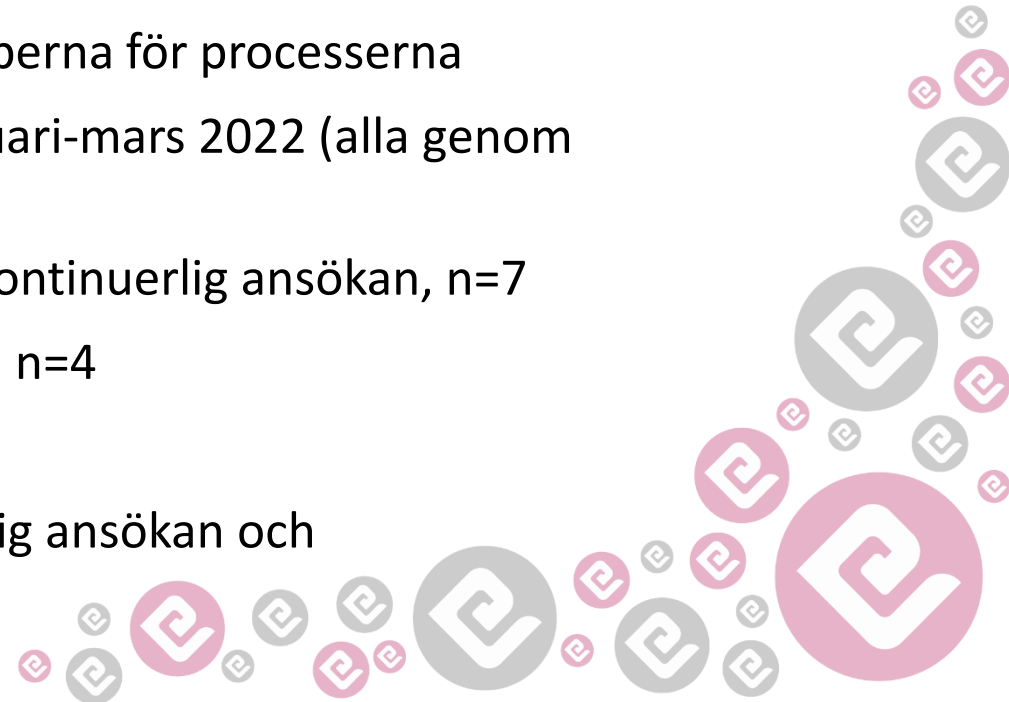 perna för processerna
uari-mars 2022 (alla genom
ontinuerlig ansökan, n=7
n=4
ig ansökan och